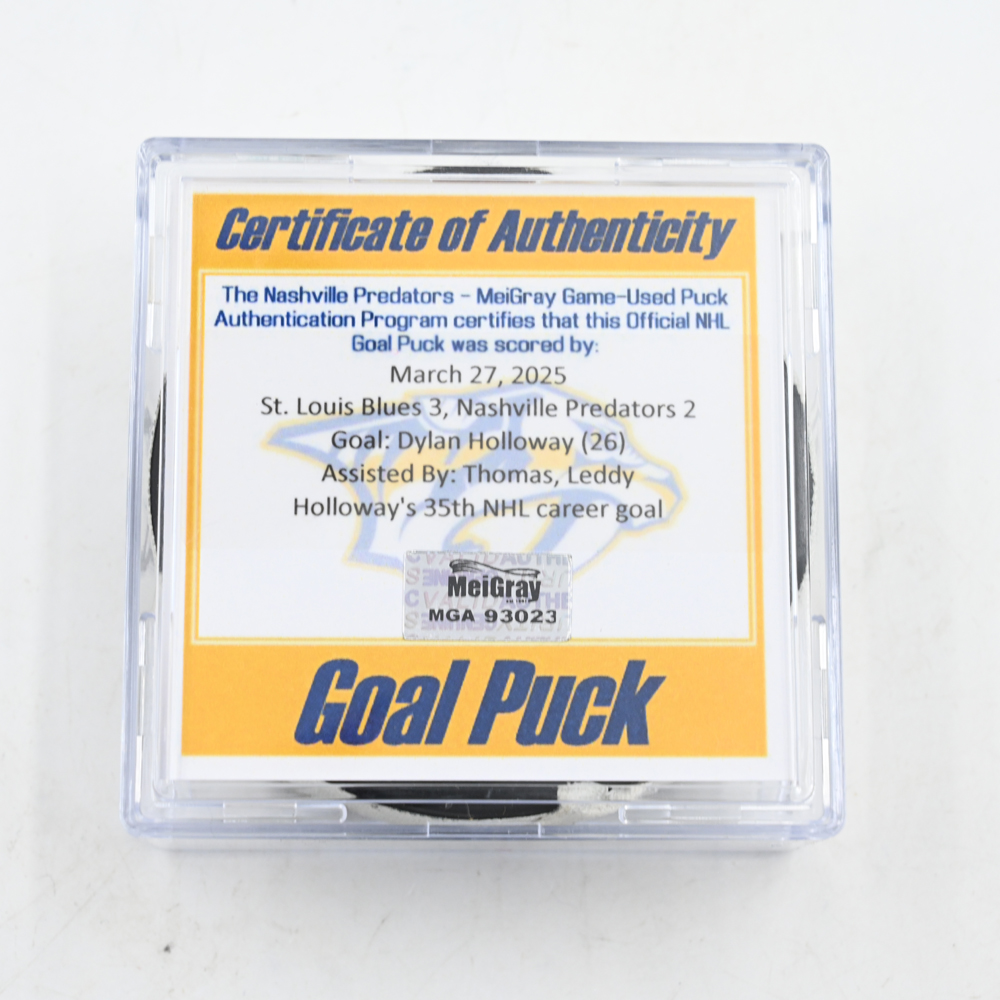 Certificate of Authenticity
The Nashville Predators - MeiGray Game-Used Puck
Authentication Program certifies that this Official NHL
Goal Puck was scored by:
March 27, 2025
St. Louis Blues 3, Nashville Predators 2
Goal: Dylan Holloway (26)
Assisted By: Thomas, Leddy
Holloway's 35th NHL career goal
MeiGray
MGA 93023
Goal Puck